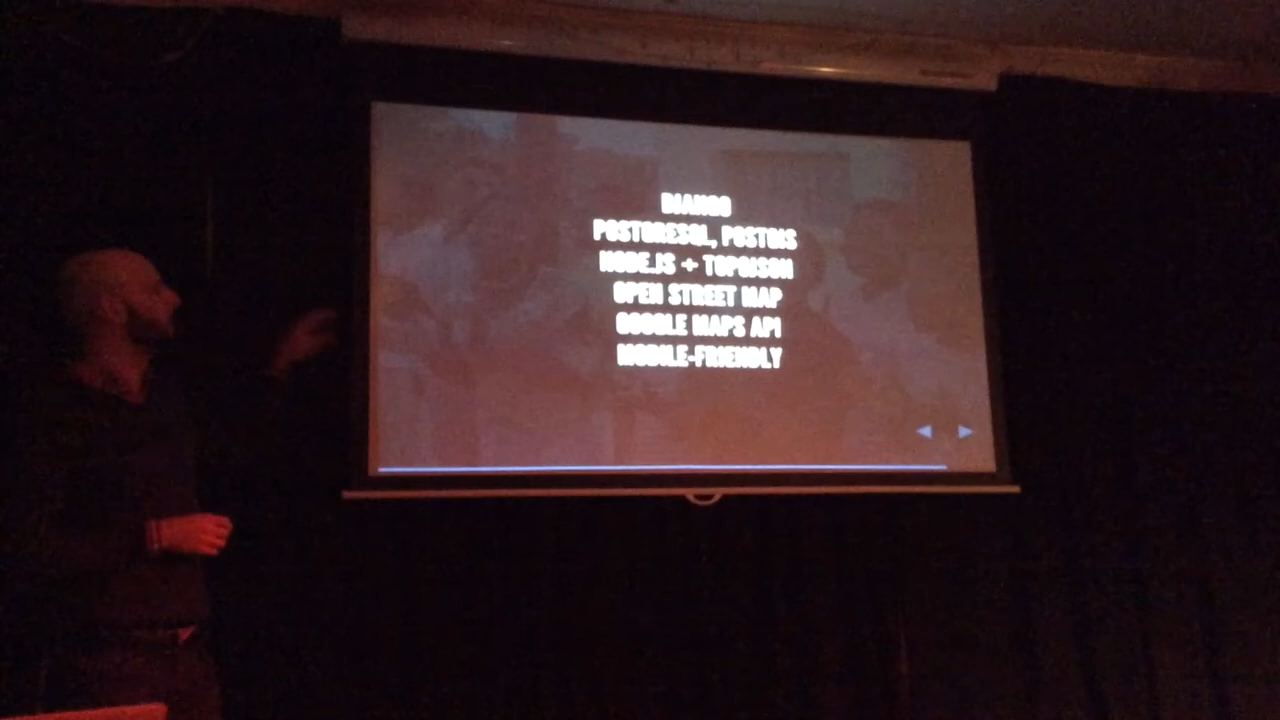 DJANGO
POSTGRESQL, POSTGIS
NODE.JS + TOPOJSON
OPEN STREET MAP
GOOGLE MAPS API
MOBILE-FRIENDLY